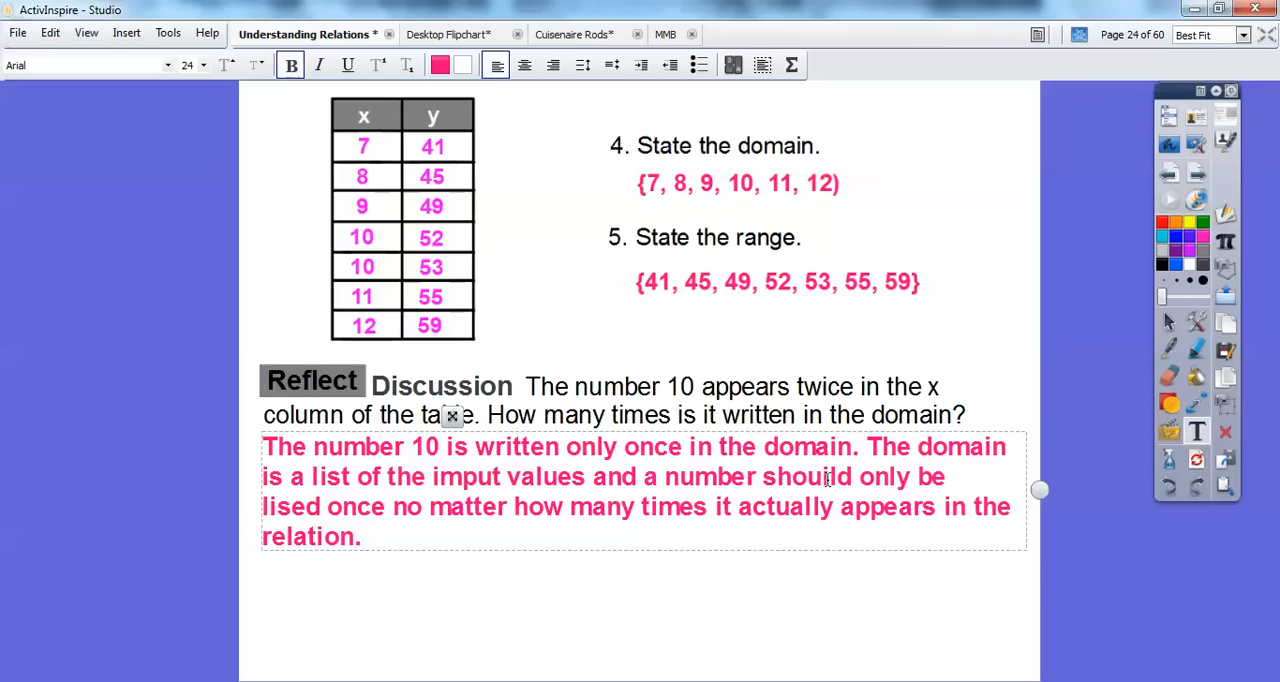 ActivInspire - Studio
File Edit View Insert Tools Help
Understanding Relations * Desktop Flipchart* Cuisenaire Rods* MMB
Page 24 of 60 Best Fit
Arial 24
x y
7 41
8 45
9 49
10 52
10 53
11 55
12 59
4. State the domain.
{7, 8, 9, 10, 11, 12)
5. State the range.
{41, 45, 49, 52, 53, 55, 59}
Reflect Discussion The number 10 appears twice in the x
column of the ta e. How many times is it written in the domain?
The number 10 is written only once in the domain. The domain
is a list of the imput values and a number should only be
lised once no matter how many times it actually appears in the
relation.